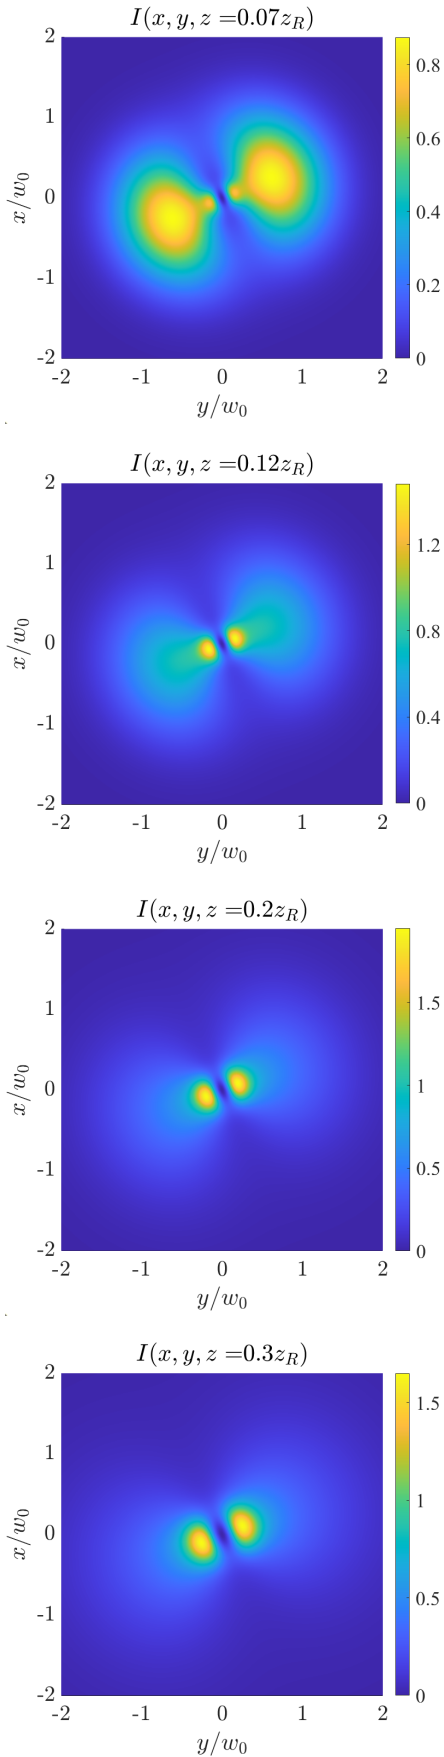 I(x, y, z =0.07z_R)
2
1
0
-1
-2
x/w_0
-2 -1 0 1 2
y/w_0
0.8
0.6
0.4
0.2
0
I(x, y, z =0.12z_R)
2
1
0
-1
-2
x/w_0
-2 -1 0 1 2
y/w_0
1.2
0.8
0.4
0
I(x, y, z =0.2z_R)
2
1
0
-1
-2
x/w_0
-2 -1 0 1 2
y/w_0
1.5
1
0.5
0
I(x, y, z =0.3z_R)
2
1
0
-1
-2
x/w_0
-2 -1 0 1 2
y/w_0
1.5
1
0.5
0